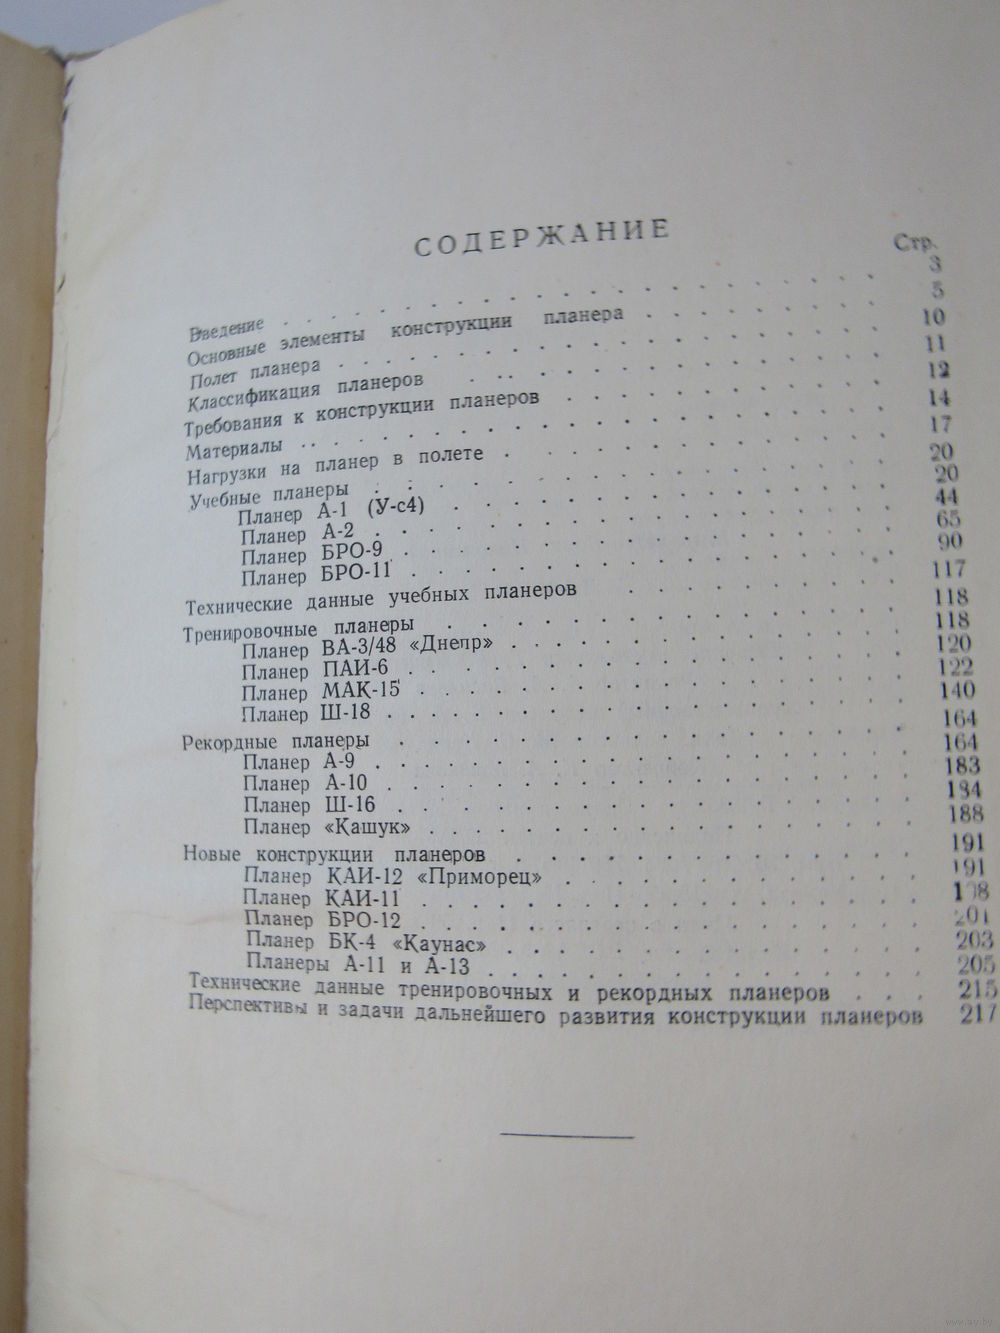 СОДЕРЖАНИЕ
Стр.
Введение . . . 3
Основные элементы конструкции планера . . . 5
Полет планера . . . 10
Классификация планеров . . . 11
Требования к конструкции планеров . . . 12
Материалы . . . 14
Нагрузки на планер в полете . . . 17
Учебные планеры . . . 20
Планер А-1 (У-с4) . . . 20
Планер А-2 . . . 44
Планер БРО-9 . . . 65
Планер БРО-11 . . . 90
Технические данные учебных планеров . . . 117
Тренировочные планеры . . . 118
Планер ВА-3/48 «Днепр» . . . 118
Планер ПАИ-6 . . . 120
Планер МАК-15 . . . 122
Планер Ш-18 . . . 140
Рекордные планеры . . . 164
Планер А-9 . . . 164
Планер А-10 . . . 183
Планер Ш-16 . . . 184
Планер «Кашук» . . . 188
Новые конструкции планеров . . . 191
Планер КАИ-12 «Приморец» . . . 191
Планер КАИ-11 . . . 198
Планер БРО-12 . . . 201
Планер БК-4 «Каунас» . . . 203
Планеры А-11 и А-13 . . . 205
Технические данные тренировочных и рекордных планеров . . . 215
Перспективы и задачи дальнейшего развития конструкции планеров 217